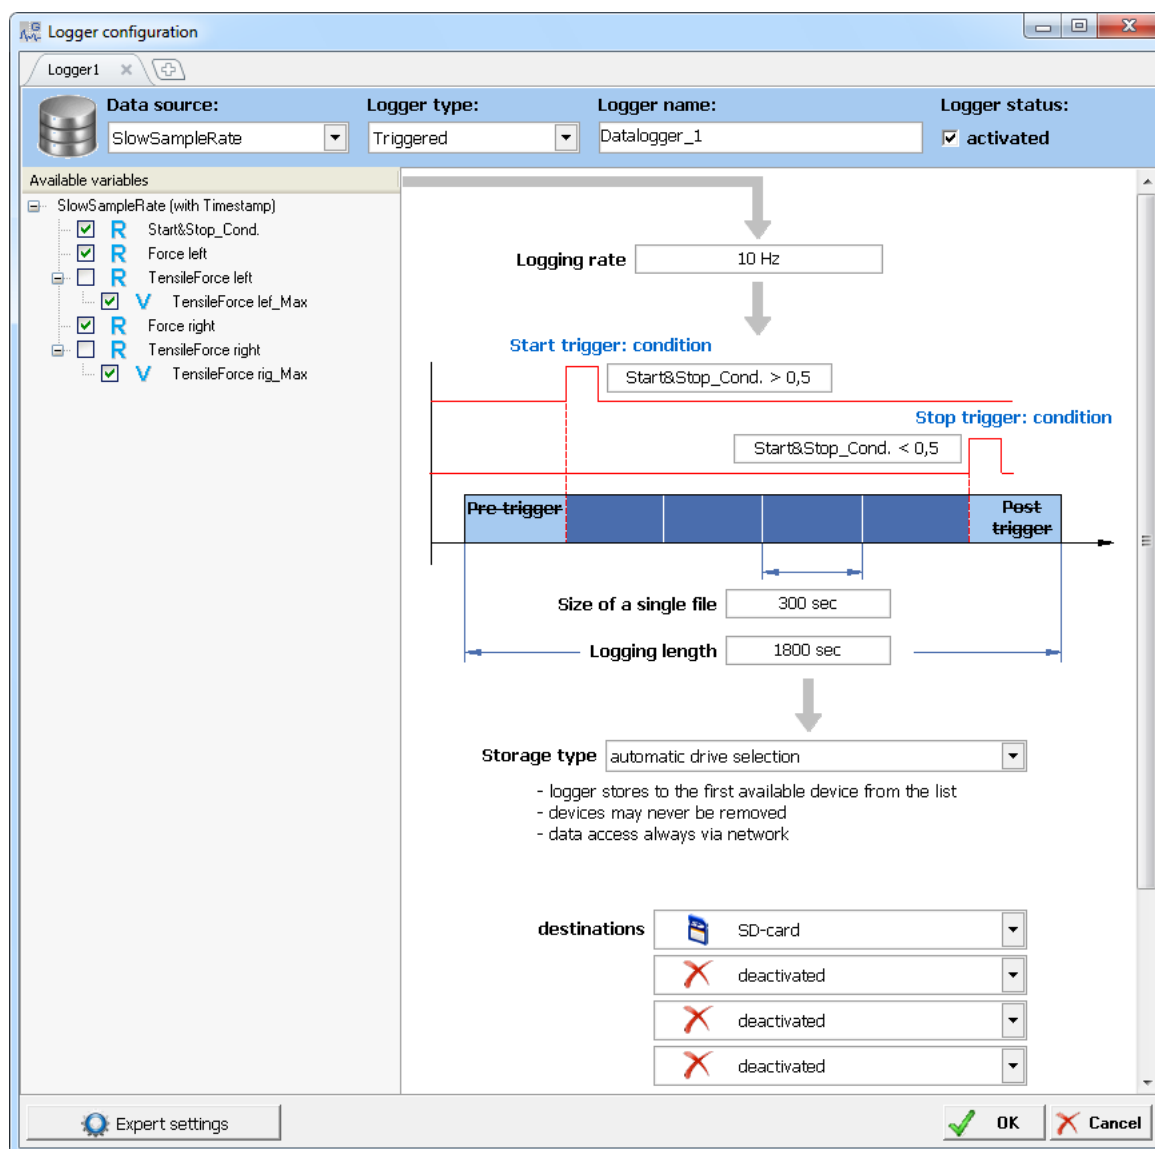 Logger configuration
Logger1
Data source:
Logger type:
Logger name:
Logger status:
SlowSampleRate
Triggered
Datalogger_1
activated
Available variables
SlowSampleRate (with Timestamp)
R Start&Stop_Cond.
R Force left
R TensileForce left
V TensileForce lef_Max
R Force right
R TensileForce right
V TensileForce rig_Max
Logging rate 10 Hz
Start trigger: condition
Start&Stop_Cond. > 0,5
Stop trigger: condition
Start&Stop_Cond. < 0,5
Pre-trigger
Post
trigger
Size of a single file 300 sec
Logging length 1800 sec
Storage type automatic drive selection
- logger stores to the first available device from the list
- devices may never be removed
- data access always via network
destinations SD-card
deactivated
deactivated
deactivated
Expert settings
OK
Cancel